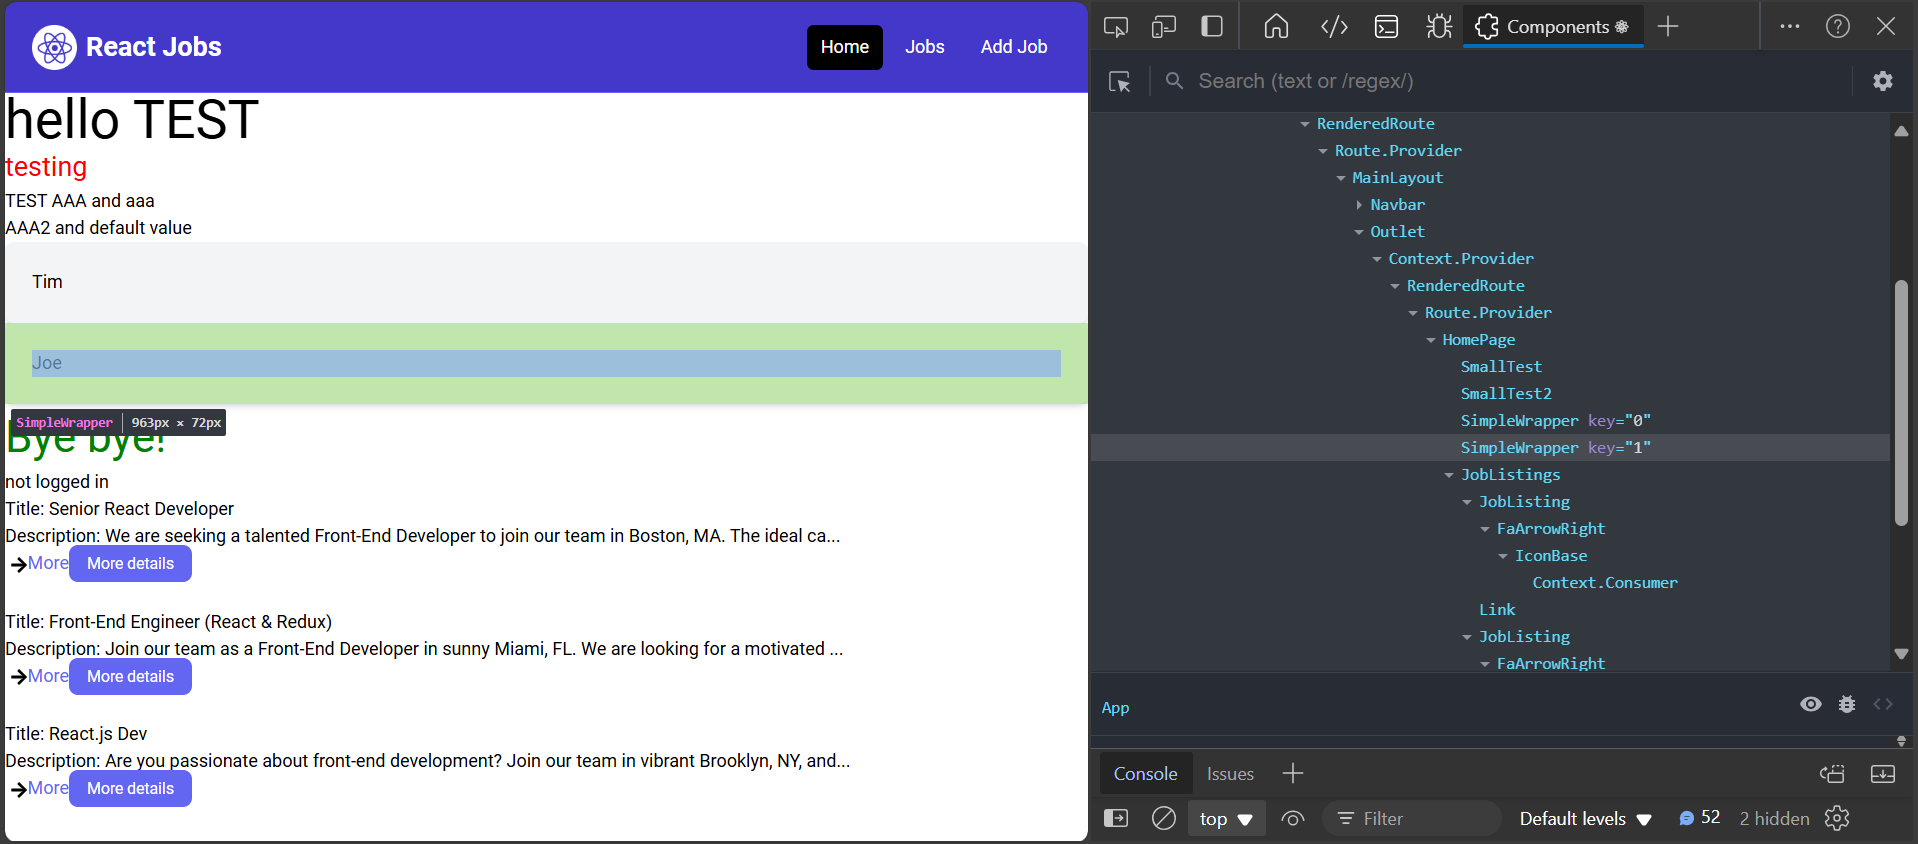 React Jobs
Home
Jobs
Add Job
hello TEST
testing
TEST AAA and aaa
AAA2 and default value
Tim
Joe
SimpleWrapper | 963px × 72px
Bye bye!
not logged in
Title: Senior React Developer
Description: We are seeking a talented Front-End Developer to join our team in Boston, MA. The ideal ca...
More
More details
Title: Front-End Engineer (React & Redux)
Description: Join our team as a Front-End Developer in sunny Miami, FL. We are looking for a motivated ...
More
More details
Title: React.js Dev
Description: Are you passionate about front-end development? Join our team in vibrant Brooklyn, NY, and...
More
More details
Components
Search (text or /regex/)
RenderedRoute
Route.Provider
MainLayout
Navbar
Outlet
Context.Provider
RenderedRoute
Route.Provider
HomePage
SmallTest
SmallTest2
SimpleWrapper key="0"
SimpleWrapper key="1"
JobListings
JobListing
FaArrowRight
IconBase
Context.Consumer
Link
JobListing
FaArrowRight
App
Console
Issues
top
Filter
Default levels
52
2 hidden